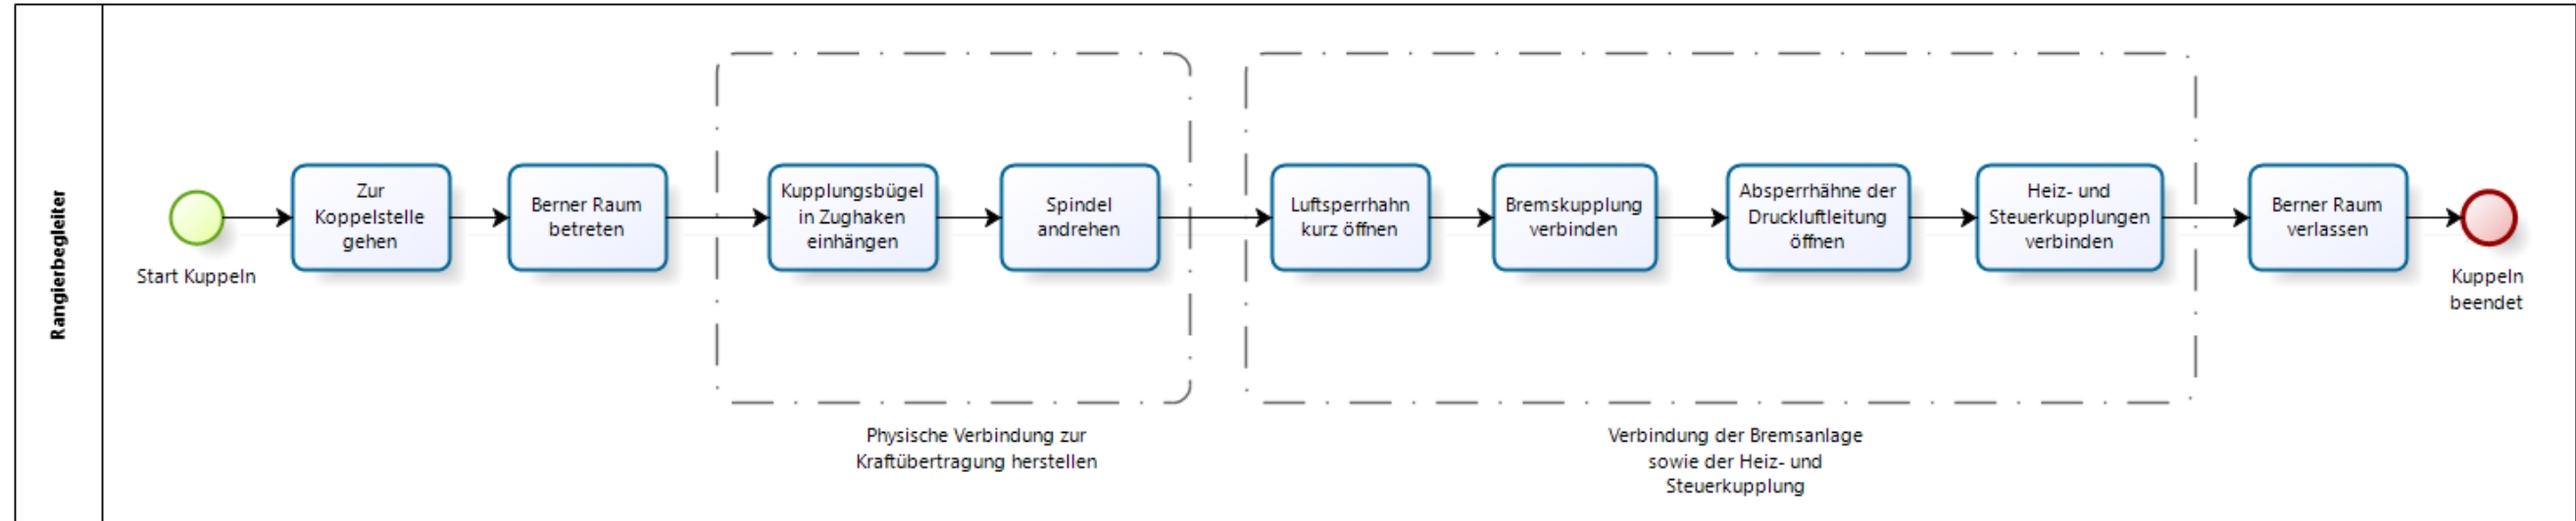 Rangierbegleiter
Start Kuppeln
Zur
Koppelstelle
gehen
Berner Raum
betreten
Kupplungsbügel
in Zughaken
einhängen
Spindel
andrehen
Physische Verbindung zur
Kraftübertragung herstellen
Luftsperrhahn
kurz öffnen
Bremskupplung
verbinden
Absperrhähne der
Druckluftleitung
öffnen
Heiz- und
Steuerkupplungen
verbinden
Verbindung der Bremsanlage
sowie der Heiz- und
Steuerkupplung
Berner Raum
verlassen
Kuppeln
beendet